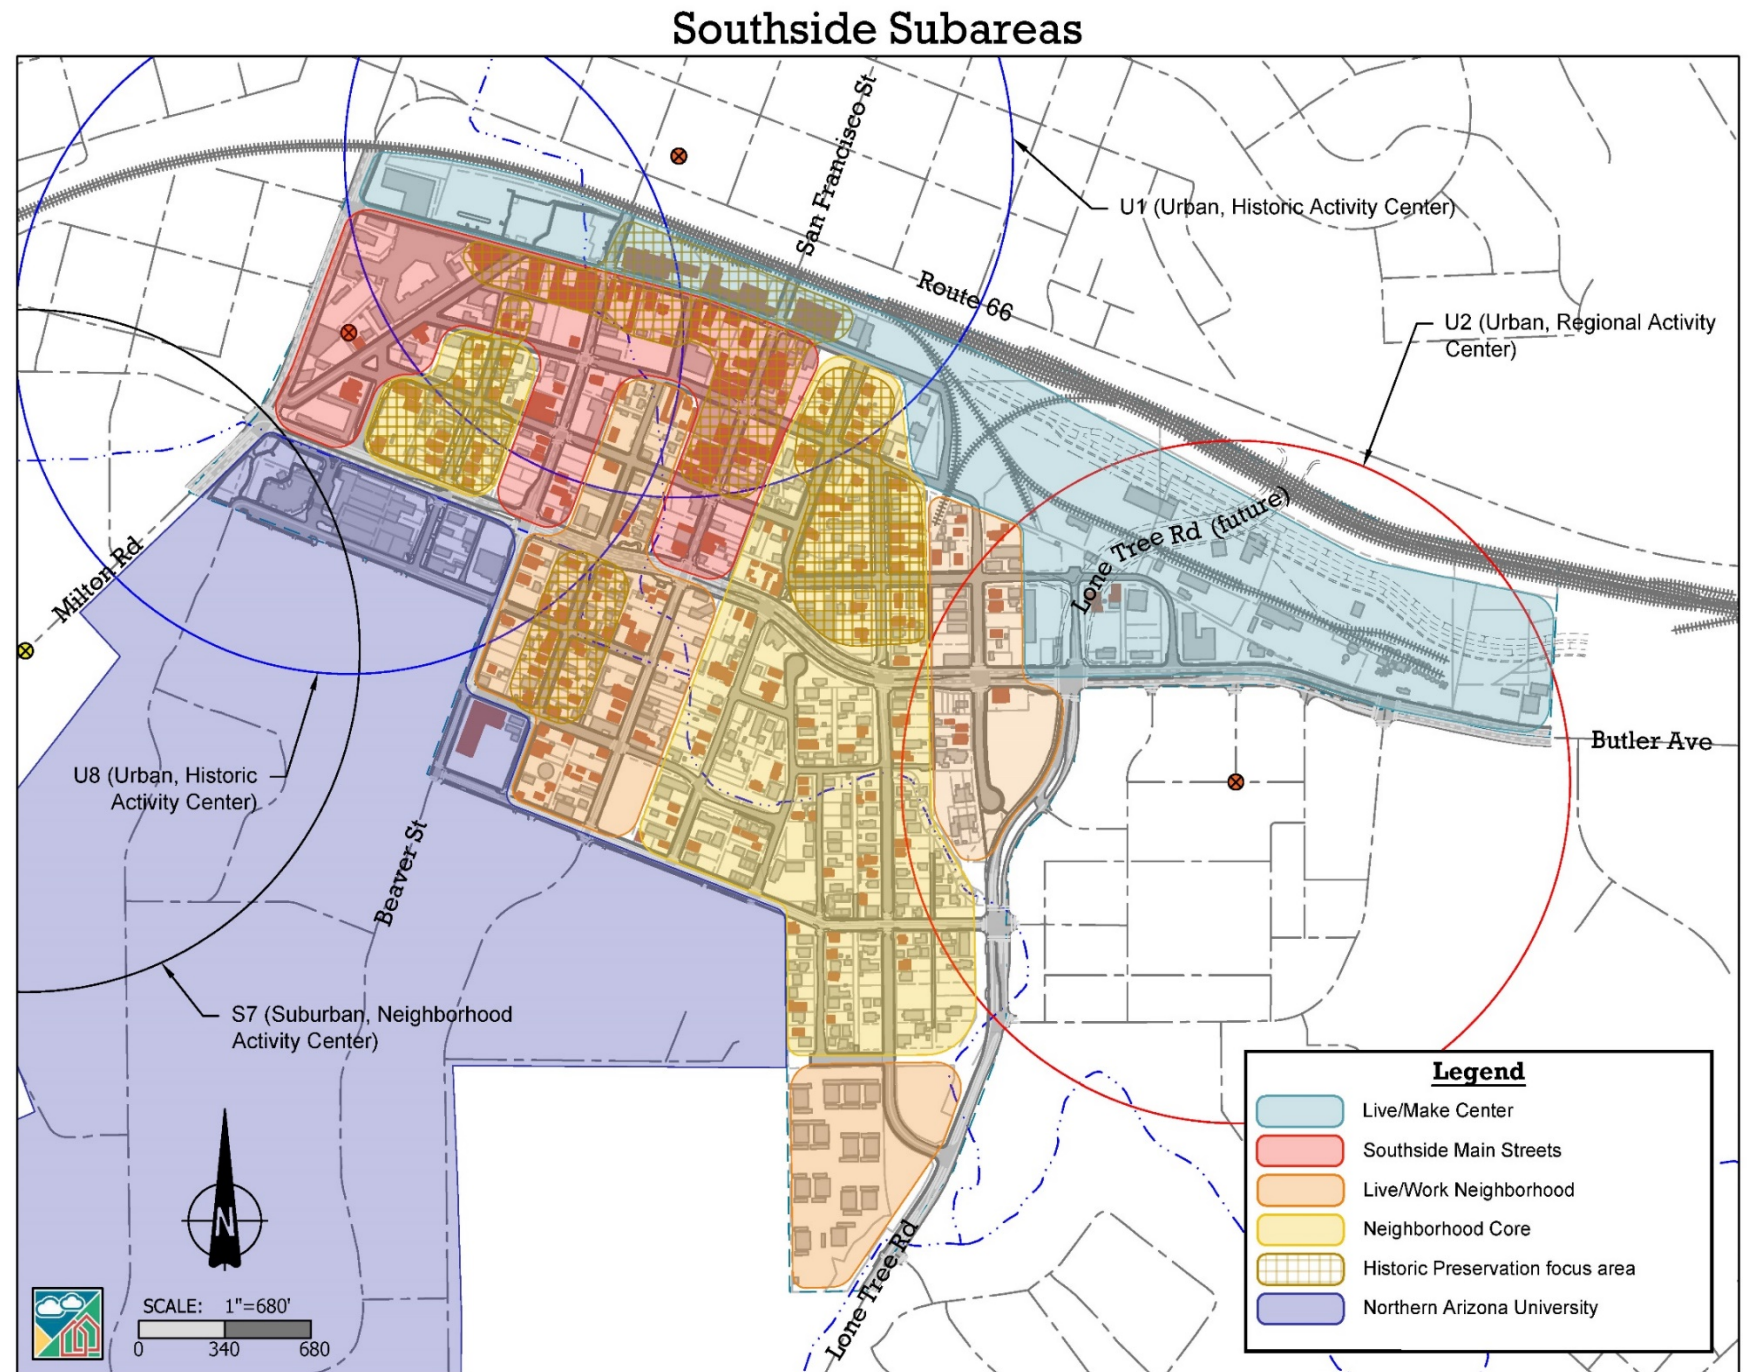 Southside Subareas
San Francisco St
U1 (Urban, Historic Activity Center)
Route 66
U2 (Urban, Regional Activity
Center)
Lone Tree Rd (future)
Milton Rd
Butler Ave
U8 (Urban, Historic
Activity Center)
Beaver St
S7 (Suburban, Neighborhood
Activity Center)
Lone Tree Rd
N
SCALE: 1"=680'
0 340 680
Legend
Live/Make Center
Southside Main Streets
Live/Work Neighborhood
Neighborhood Core
Historic Preservation focus area
Northern Arizona University